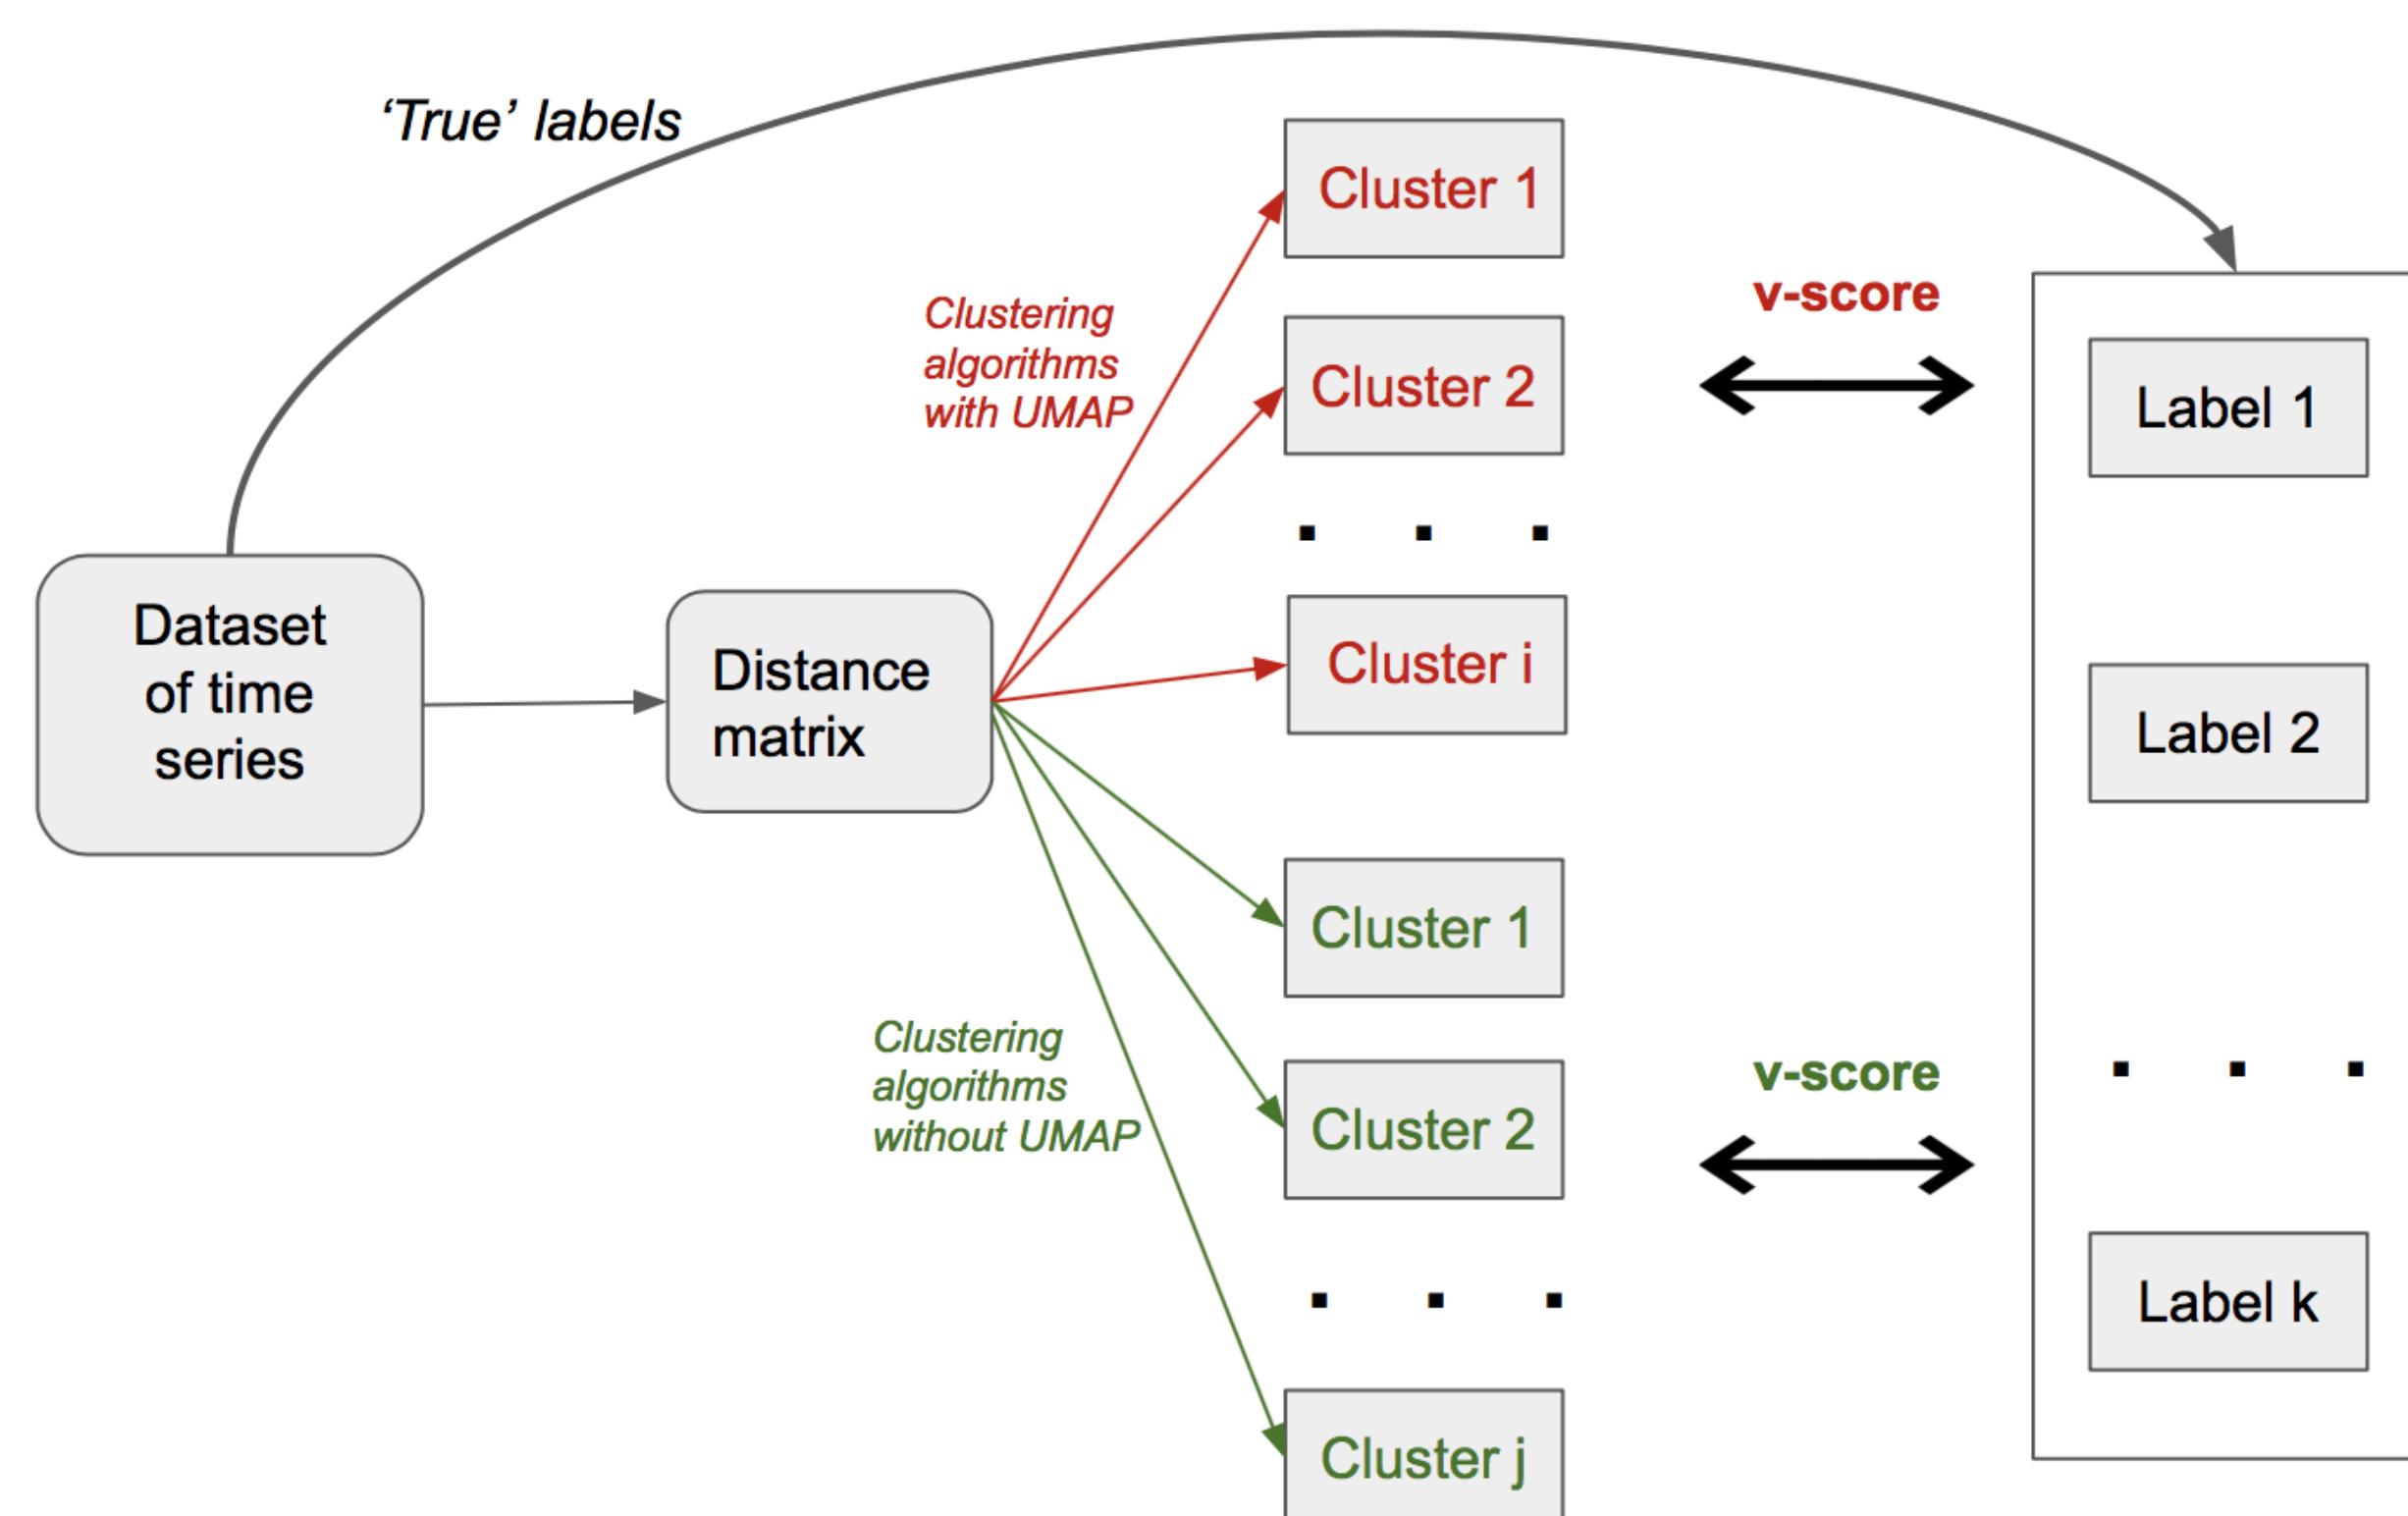 ‘True’ labels
Dataset
of time
series
Distance
matrix
Clustering
algorithms
with UMAP
Cluster 1
Cluster 2
. . .
Cluster i
Clustering
algorithms
without UMAP
Cluster 1
Cluster 2
. . .
Cluster j
v-score
v-score
Label 1
Label 2
. . .
Label k